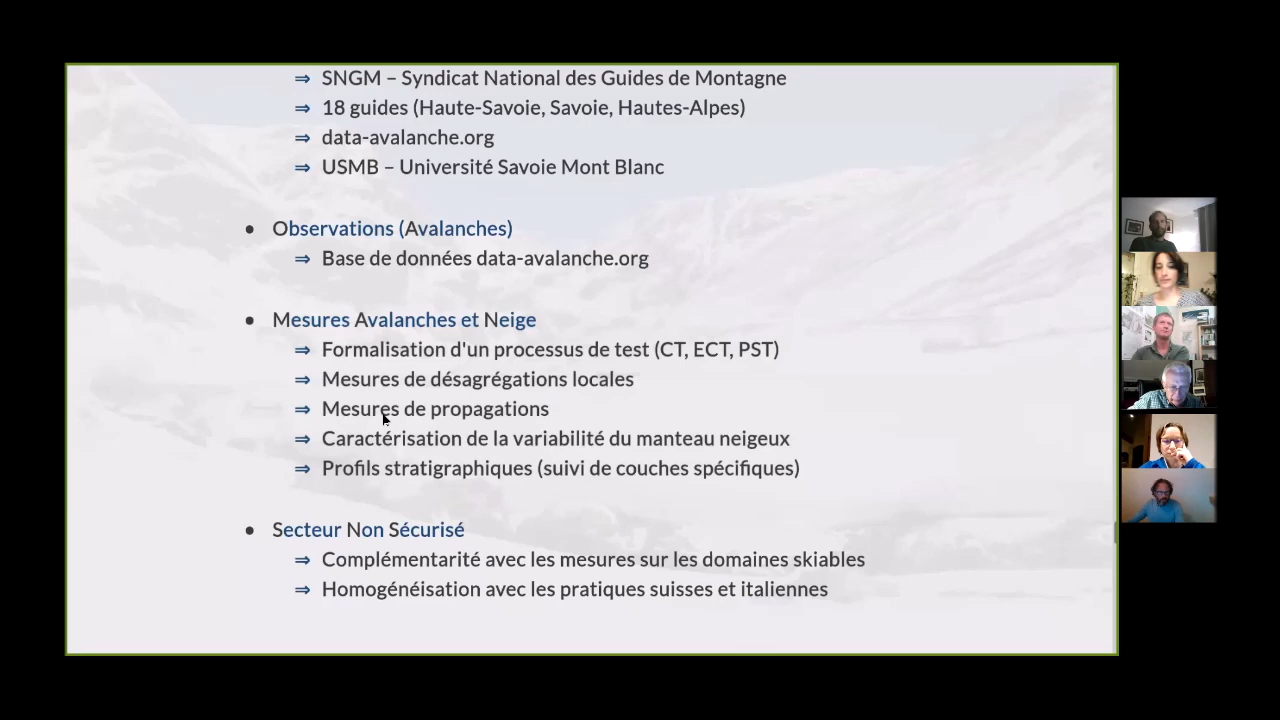 ⇒ SNGM – Syndicat National des Guides de Montagne
⇒ 18 guides (Haute-Savoie, Savoie, Hautes-Alpes)
⇒ data-avalanche.org
⇒ USMB – Université Savoie Mont Blanc
• Observations (Avalanches)
⇒ Base de données data-avalanche.org
• Mesures Avalanches et Neige
⇒ Formalisation d'un processus de test (CT, ECT, PST)
⇒ Mesures de désagrégations locales
⇒ Mesures de propagations
⇒ Caractérisation de la variabilité du manteau neigeux
⇒ Profils stratigraphiques (suivi de couches spécifiques)
• Secteur Non Sécurisé
⇒ Complémentarité avec les mesures sur les domaines skiables
⇒ Homogénéisation avec les pratiques suisses et italiennes